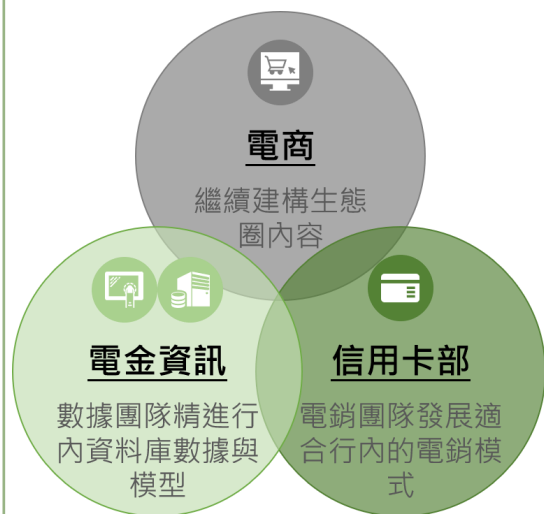 電商
繼續建構生態
圈內容
電金資訊
數據團隊精進行
內資料庫數據與
模型
信用卡部
電銷團隊發展適
合行內的電銷模
式